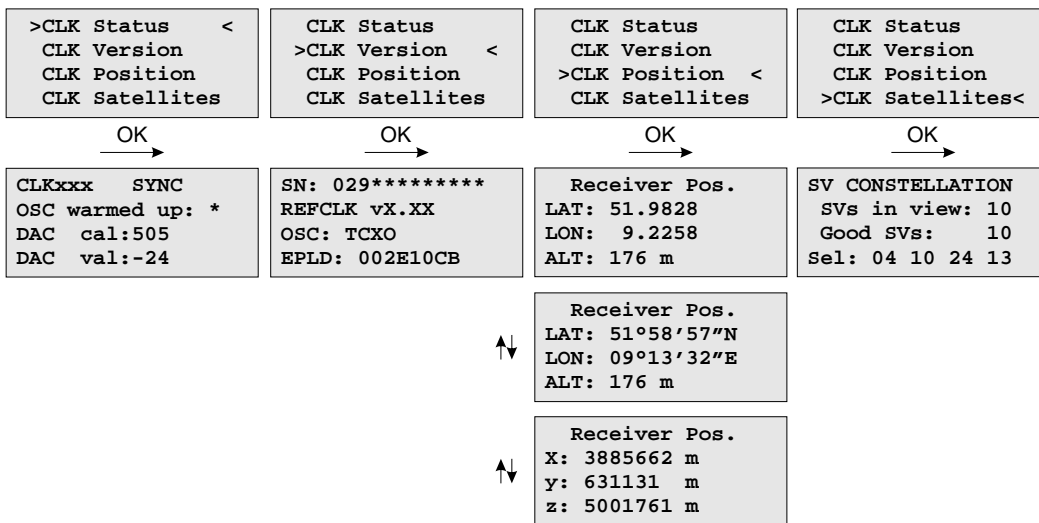 >CLK Status <
CLK Version
CLK Position
CLK Satellites
CLK Status
>CLK Version <
CLK Position
CLK Satellites
CLK Status
CLK Version
>CLK Position <
CLK Satellites
CLK Status
CLK Version
CLK Position
>CLK Satellites<
OK
OK
OK
OK
CLKxxx SYNC
OSC warmed up: *
DAC cal:505
DAC val:-24
SN: 029*********
REFCLK vX.XX
OSC: TCXO
EPLD: 002E10CB
Receiver Pos.
LAT: 51.9828
LON: 9.2258
ALT: 176 m
SV CONSTELLATION
SVs in view: 10
Good SVs: 10
Sel: 04 10 24 13
Receiver Pos.
LAT: 51°58’57”N
LON: 09°13’32”E
ALT: 176 m
Receiver Pos.
X: 3885662 m
y: 631131 m
z: 5001761 m